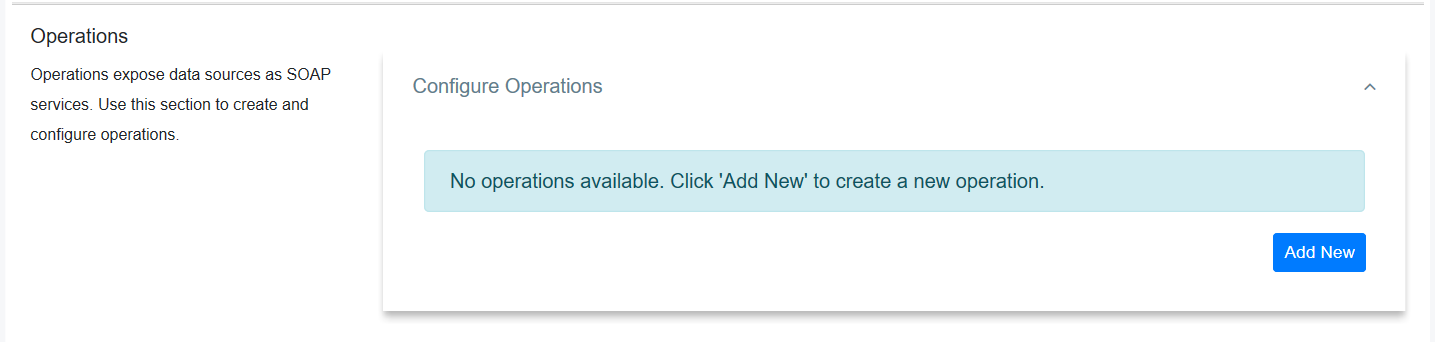 Operations
Operations expose data sources as SOAP
services. Use this section to create and
configure operations.
Configure Operations
No operations available. Click 'Add New' to create a new operation.
Add New